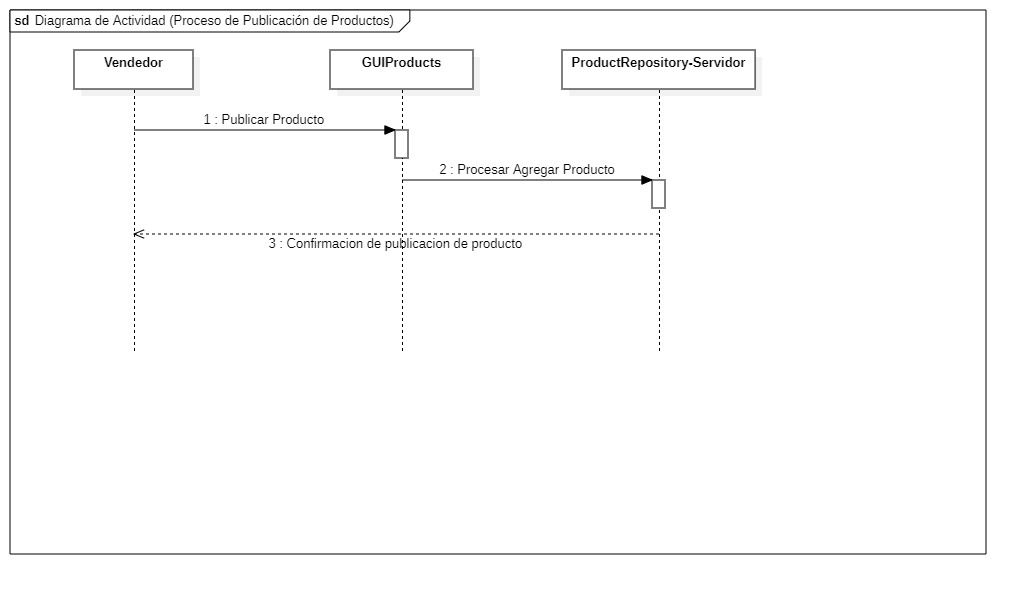 sd Diagrama de Actividad (Proceso de Publicación de Productos)
Vendedor
GUIProducts
ProductRepository-Servidor
1 : Publicar Producto
2 : Procesar Agregar Producto
3 : Confirmacion de publicacion de producto